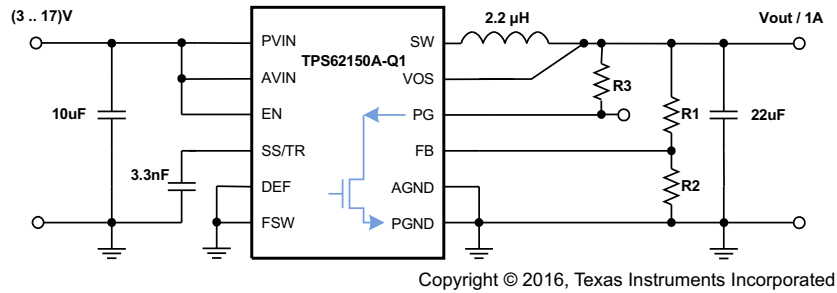 (3 .. 17)V
Vout / 1A
2.2 µH
PVIN
SW
TPS62150A-Q1
AVIN
VOS
R3
10uF
EN
PG
R1
22uF
SS/TR
FB
3.3nF
DEF
AGND
R2
FSW
PGND
Copyright © 2016, Texas Instruments Incorporated